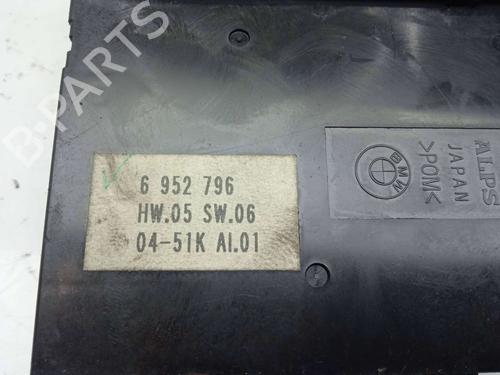 B-PARTS
6 952 796
HW.05 SW.06
04-51K AI.01
BMW
ALPS
JAPAN
>POM<